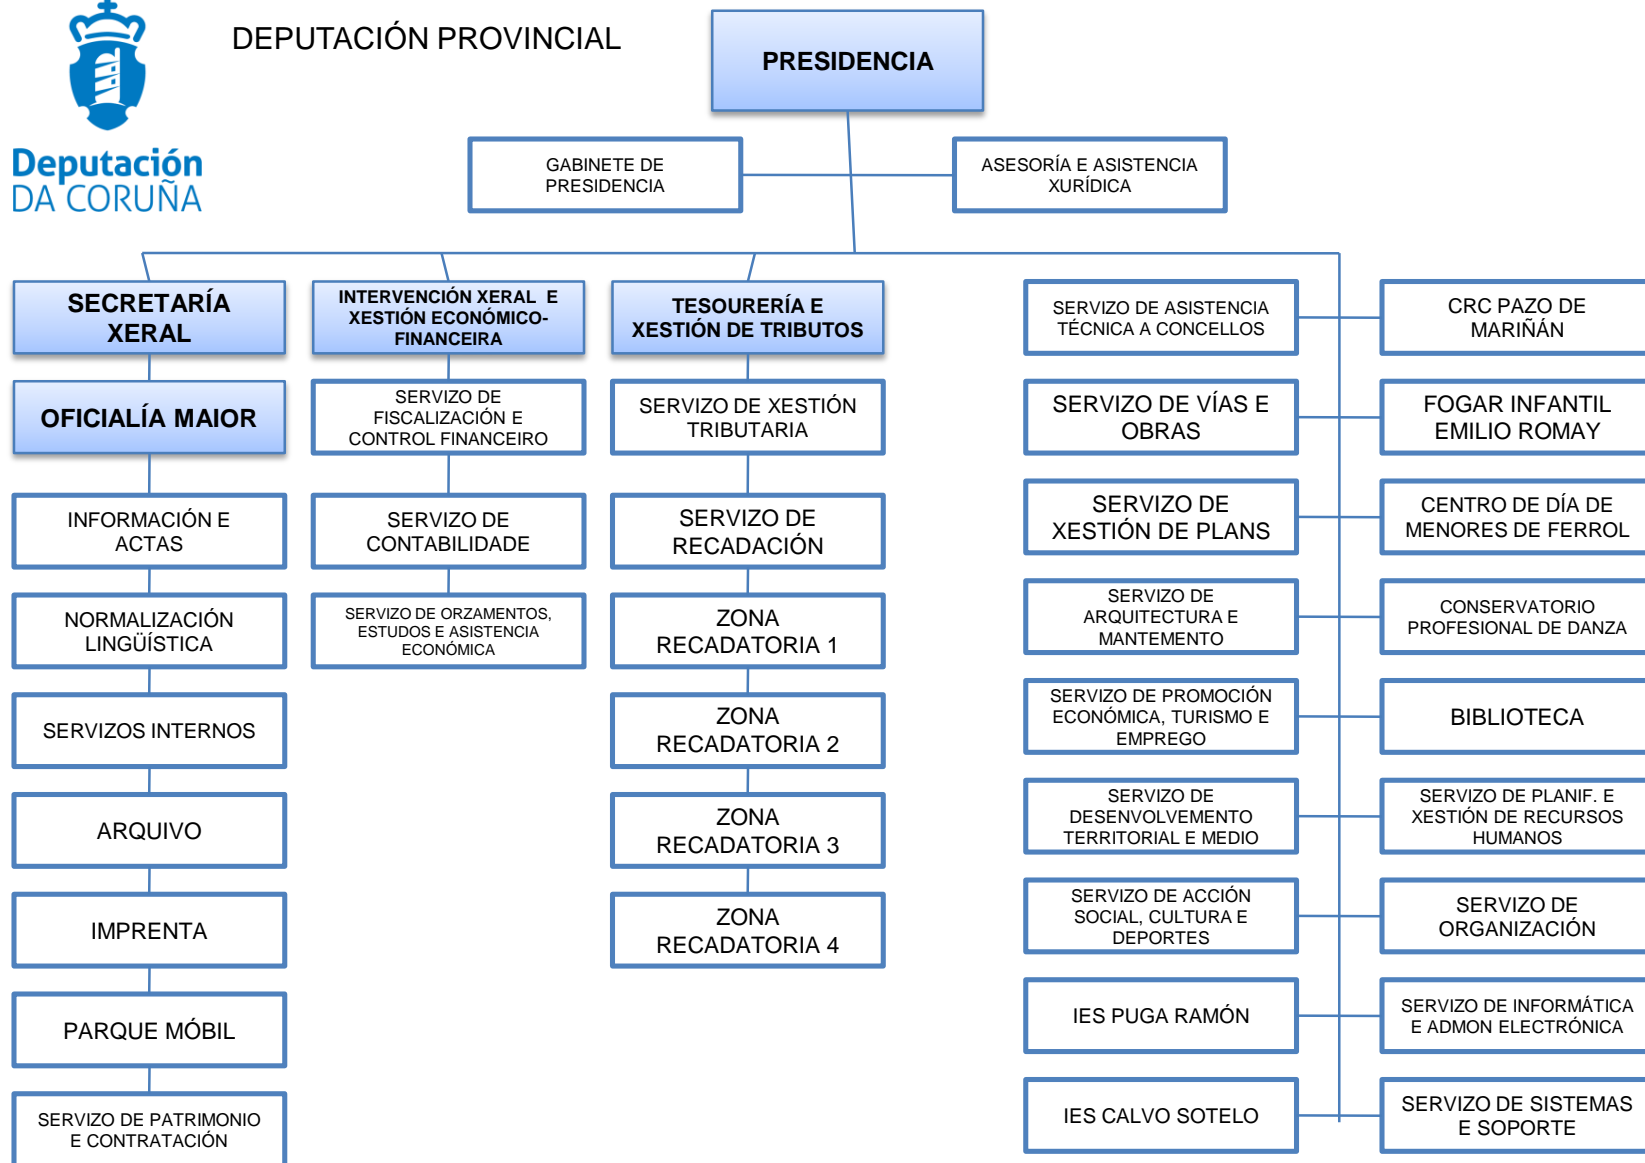 Deputación
DA CORUÑA
DEPUTACIÓN PROVINCIAL
PRESIDENCIA
GABINETE DE
PRESIDENCIA
ASESORÍA E ASISTENCIA
XURÍDICA
SECRETARÍA
XERAL
OFICIALÍA MAIOR
INFORMACIÓN E
ACTAS
NORMALIZACIÓN
LINGÜÍSTICA
SERVIZOS INTERNOS
ARQUIVO
IMPRENTA
PARQUE MÓBIL
SERVIZO DE PATRIMONIO
E CONTRATACIÓN
INTERVENCIÓN XERAL E
XESTIÓN ECONÓMICO-
FINANCEIRA
SERVIZO DE
FISCALIZACIÓN E
CONTROL FINANCEIRO
SERVIZO DE
CONTABILIDADE
SERVIZO DE ORZAMENTOS,
ESTUDOS E ASISTENCIA
ECONÓMICA
TESOURERÍA E
XESTIÓN DE TRIBUTOS
SERVIZO DE XESTIÓN
TRIBUTARIA
SERVIZO DE
RECADACIÓN
ZONA
RECADATORIA 1
ZONA
RECADATORIA 2
ZONA
RECADATORIA 3
ZONA
RECADATORIA 4
SERVIZO DE ASISTENCIA
TÉCNICA A CONCELLOS
SERVIZO DE VÍAS E
OBRAS
SERVIZO DE
XESTIÓN DE PLANS
SERVIZO DE
ARQUITECTURA E
MANTEMENTO
SERVIZO DE PROMOCIÓN
ECONÓMICA, TURISMO E
EMPREGO
SERVIZO DE
DESENVOLVEMENTO
TERRITORIAL E MEDIO
SERVIZO DE ACCIÓN
SOCIAL, CULTURA E
DEPORTES
IES PUGA RAMÓN
IES CALVO SOTELO
CRC PAZO DE
MARIÑÁN
FOGAR INFANTIL
EMILIO ROMAY
CENTRO DE DÍA DE
MENORES DE FERROL
CONSERVATORIO
PROFESIONAL DE DANZA
BIBLIOTECA
SERVIZO DE PLANIF. E
XESTIÓN DE RECURSOS
HUMANOS
SERVIZO DE
ORGANIZACIÓN
SERVIZO DE INFORMÁTICA
E ADMON ELECTRÓNICA
SERVIZO DE SISTEMAS
E SOPORTE